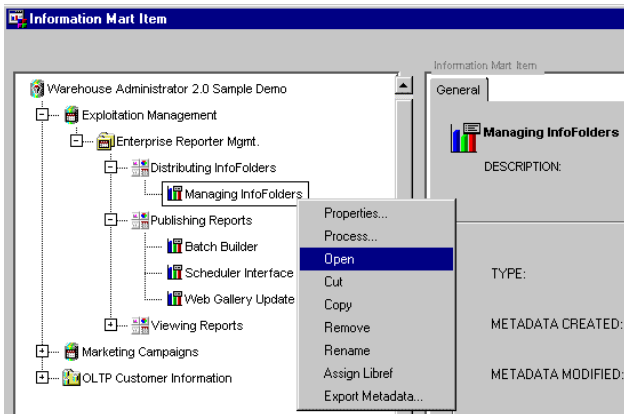 Information Mart Item
Warehouse Administrator 2.0 Sample Demo
Exploitation Management
Enterprise Reporter Mgmt.
Distributing InfoFolders
Managing InfoFolders
Publishing Reports
Batch Builder
Scheduler Interface
Web Gallery Update
Viewing Reports
Marketing Campaigns
OLTP Customer Information
Properties...
Process...
Open
Cut
Copy
Remove
Rename
Assign Libref
Export Metadata...
Information Mart Item
General
Managing InfoFolders
DESCRIPTION:
TYPE:
METADATA CREATED:
METADATA MODIFIED: